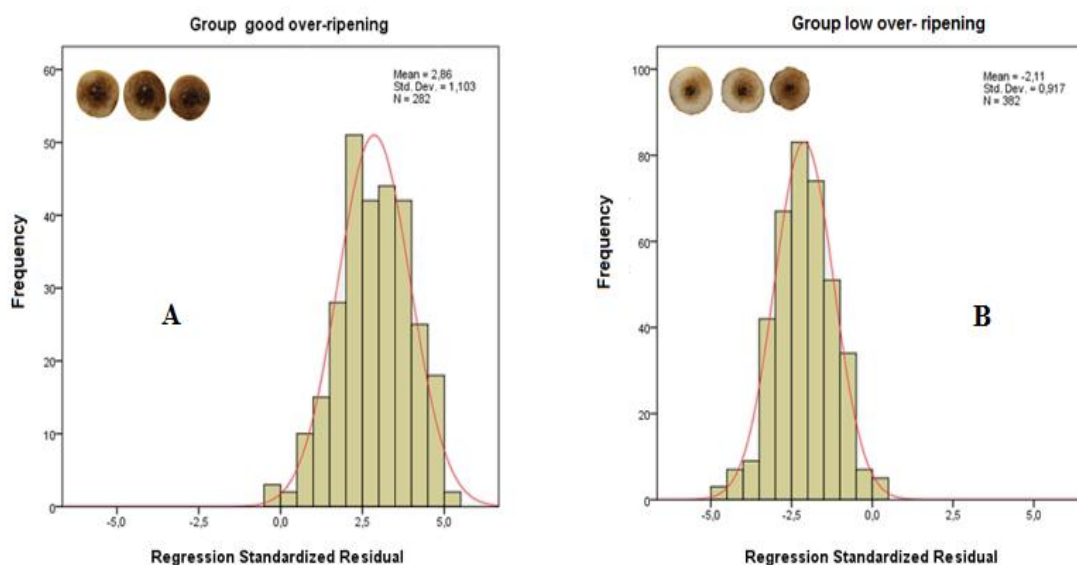 Group good over-ripening
60
50
40
30
20
10
0
Mean = 2,86
Std. Dev. = 1,103
N = 282
Frequency
A
-5,0 -2,5 0,0 2,5 5,0
Regression Standardized Residual
Group low over- ripening
100
80
60
40
20
0
Mean = -2,11
Std. Dev. = 0,917
N = 382
Frequency
B
-5,0 -2,5 0,0 2,5 5,0
Regression Standardized Residual